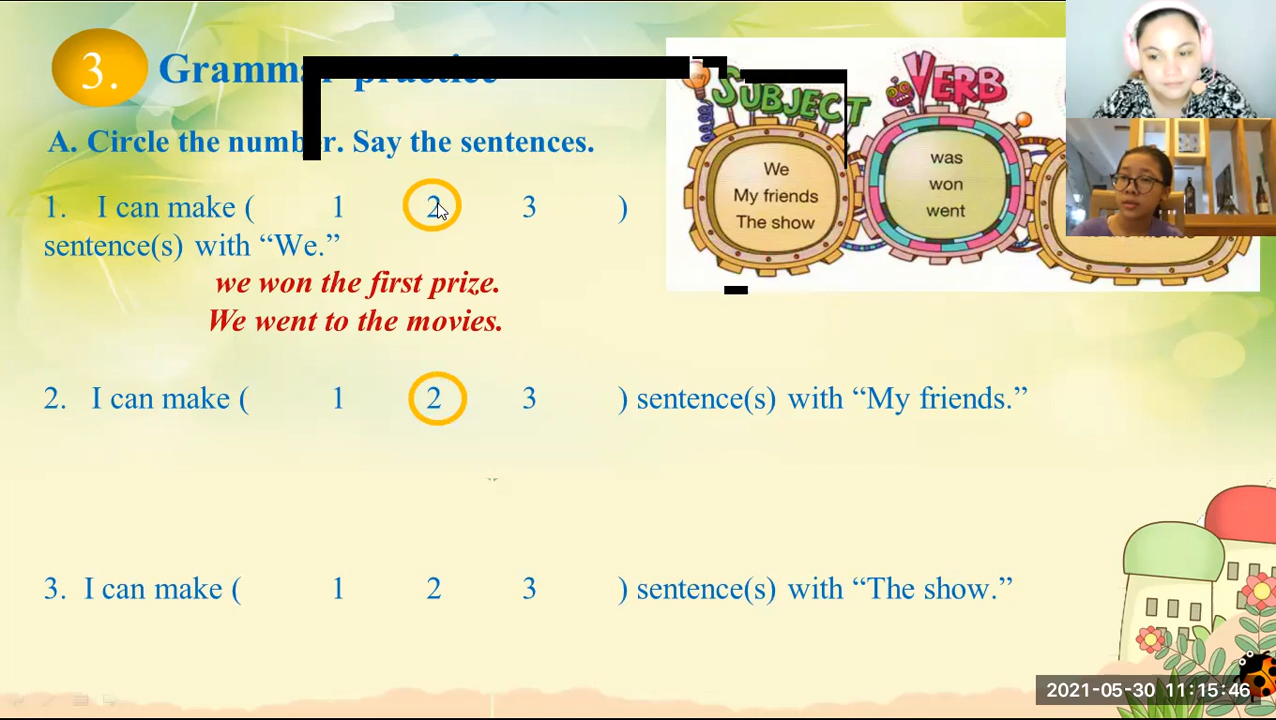 3. Grammar practice
A. Circle the number. Say the sentences.
SUBJECT
We
My friends
The show
VERB
was
won
went
1. I can make ( 1 2 3 )
sentence(s) with “We.”
we won the first prize.
We went to the movies.
2. I can make ( 1 2 3 ) sentence(s) with “My friends.”
3. I can make ( 1 2 3 ) sentence(s) with “The show.”
2021-05-30 11:15:46